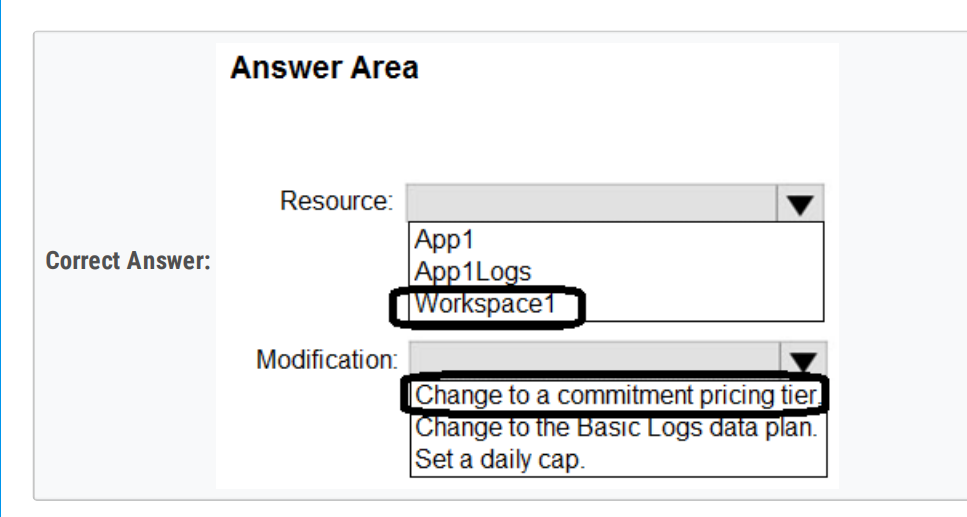 Answer Area
Resource:
App1
App1Logs
Correct Answer:
Workspace1
Modification:
Change to a commitment pricing tier.
Change to the Basic Logs data plan.
Set a daily cap.